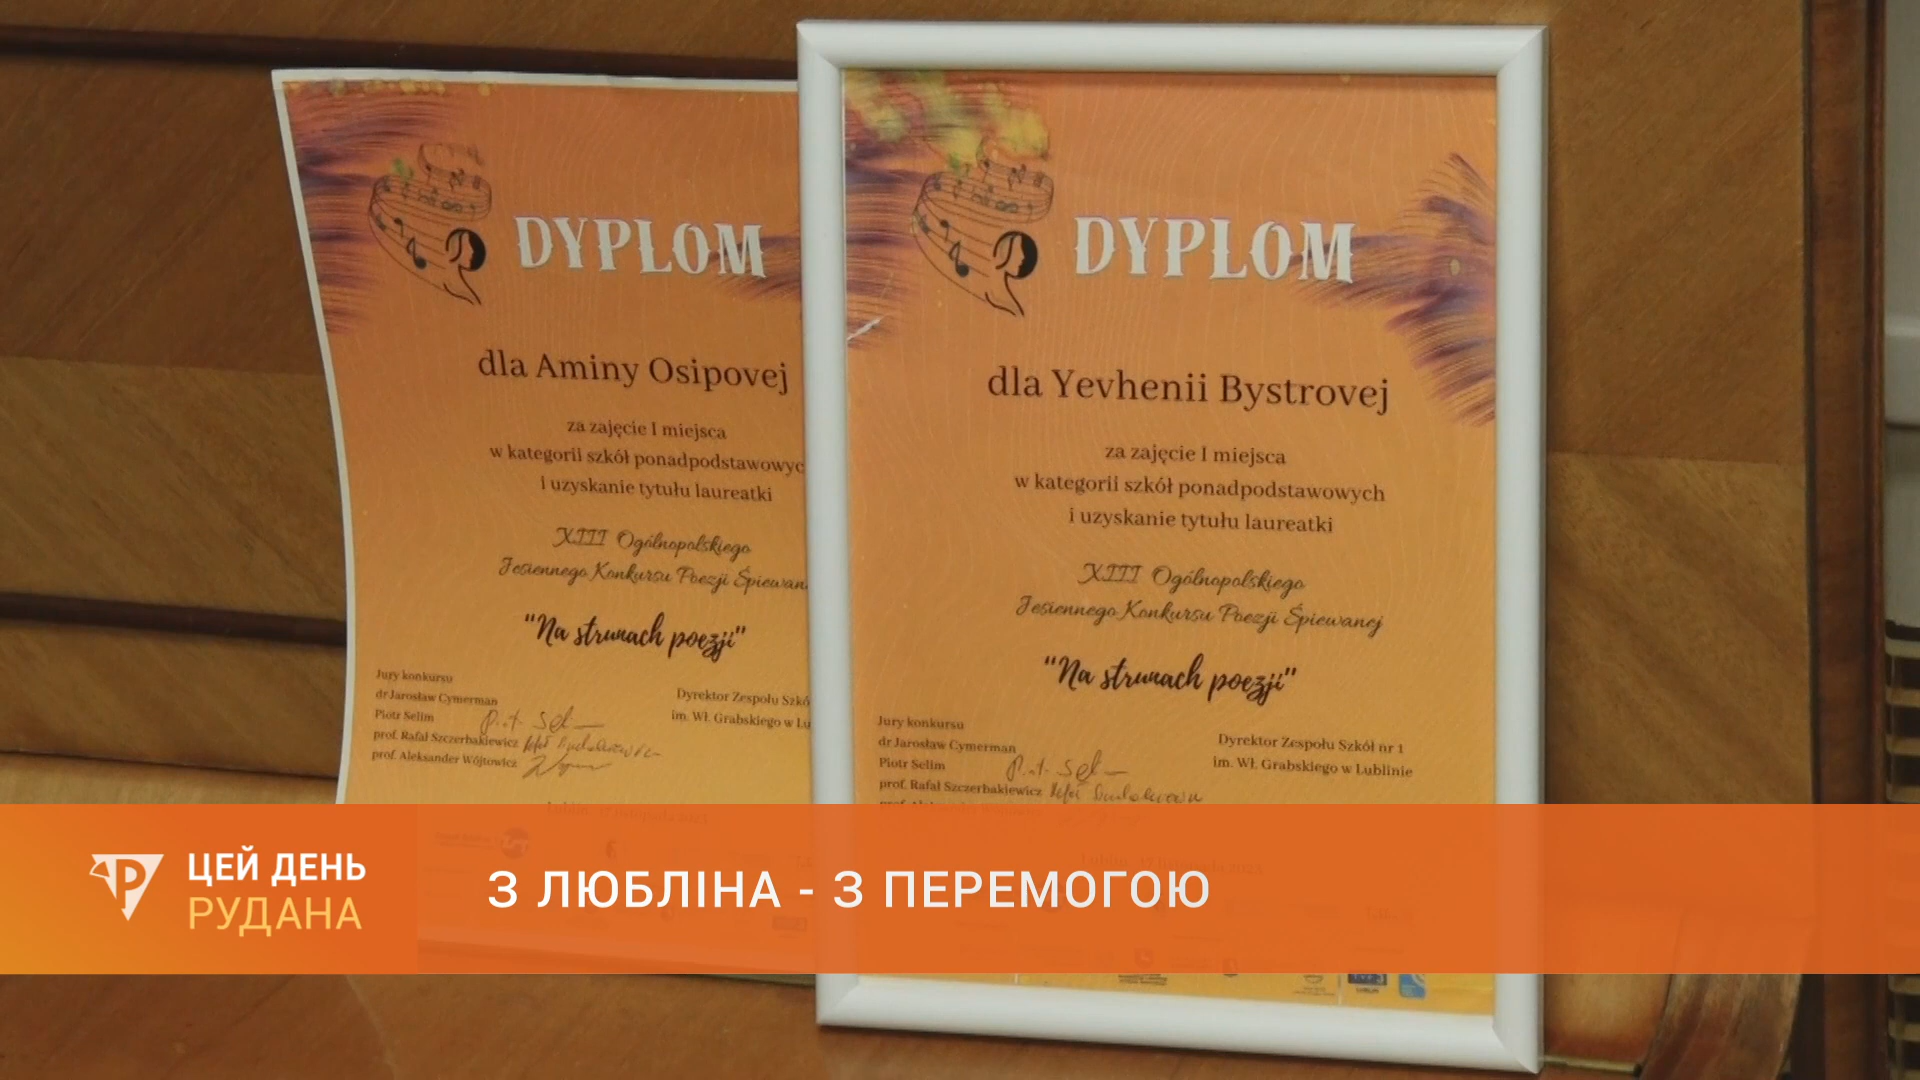 DYPLOM
dla Aminy Osipovej
za zajęcie I miejsca
w kategorii szkół ponadpodstawowyc
i uzyskanie tytułu laureatki
XIII Ogólnopolskiego
Jesiennego Konkursu Poezji Śpiewan
"Na strunach poezji"
Jury konkursu
dr Jarosław Cymerman
Piotr Selim
prof. Rafał Szczerbakiewicz
prof. Aleksander Wójtowicz
Dyrektor Zespołu Szkó
im. Wł. Grabskiego w Lu
DYPLOM
dla Yevhenii Bystrovej
za zajęcie I miejsca
w kategorii szkół ponadpodstawowych
i uzyskanie tytułu laureatki
XIII Ogólnopolskiego
Jesiennego Konkursu Poezji Śpiewanej
"Na strunach poezji"
Jury konkursu
dr Jarosław Cymerman
Piotr Selim
prof. Rafał Szczerbakiewicz
Dyrektor Zespołu Szkół nr 1
im. Wł. Grabskiego w Lublinie
ЦЕЙ ДЕНЬ
РУДАНА
З ЛЮБЛІНА - З ПЕРЕМОГОЮ